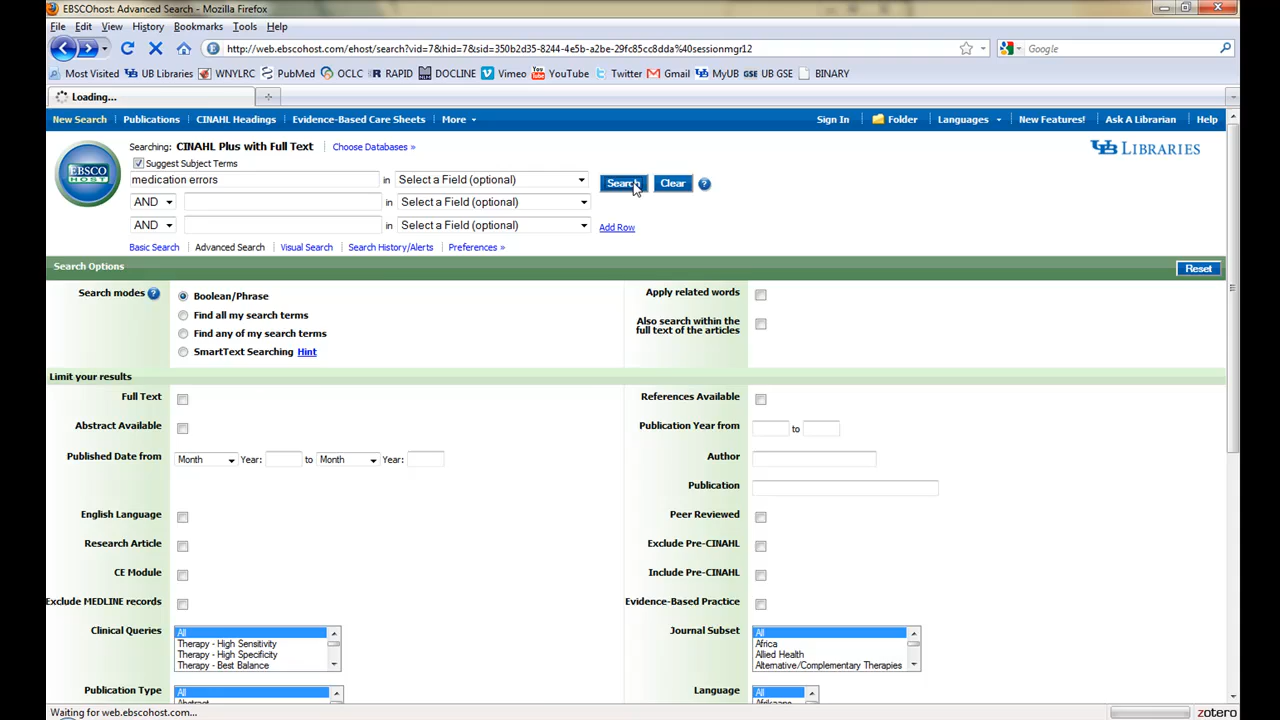 EBSCOhost: Advanced Search - Mozilla Firefox
File Edit View History Bookmarks Tools Help
http://web.ebscohost.com/ehost/search?vid=7&hid=7&sid=350b2d35-8244-4e5b-a2be-29fc85cc8dda%40sessionmgr12
Google
Most Visited UB Libraries WNYLRC PubMed OCLC RAPID DOCLINE Vimeo YouTube Twitter Gmail MyUB UB GSE BINARY
Loading...
New Search Publications CINAHL Headings Evidence-Based Care Sheets More Sign In Folder Languages New Features! Ask A Librarian Help
Searching: CINAHL Plus with Full Text Choose Databases »
UB LIBRARIES
EBSCO HOST
Suggest Subject Terms
medication errors in Select a Field (optional) Search Clear ?
AND in Select a Field (optional)
AND in Select a Field (optional) Add Row
Basic Search Advanced Search Visual Search Search History/Alerts Preferences »
Search Options Reset
Search modes ? Boolean/Phrase
Find all my search terms
Find any of my search terms
SmartText Searching Hint
Apply related words
Also search within the
full text of the articles
Limit your results
Full Text
References Available
Abstract Available
Publication Year from to
Published Date from Month Year: to Month Year:
Author
Publication
English Language
Peer Reviewed
Research Article
Exclude Pre-CINAHL
CE Module
Include Pre-CINAHL
Exclude MEDLINE records
Evidence-Based Practice
Clinical Queries All
Therapy - High Sensitivity
Therapy - High Specificity
Therapy - Best Balance
Journal Subset All
Africa
Allied Health
Alternative/Complementary Therapies
Publication Type All
Abstract
Language All
Afrikaans
Waiting for web.ebscohost.com...
zotero